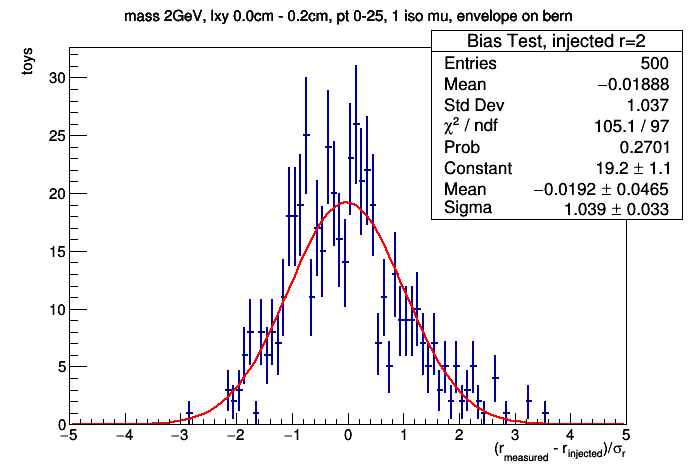 mass 2GeV, lxy 0.0cm - 0.2cm, pt 0-25, 1 iso mu, envelope on bern
Bias Test, injected r=2
Entries 500
Mean −0.01888
Std Dev 1.037
χ² / ndf 105.1 / 97
Prob 0.2701
Constant 19.2 ± 1.1
Mean −0.0192 ± 0.0465
Sigma 1.039 ± 0.033
toys
30
25
20
15
10
5
0
−5 −4 −3 −2 −1 0 1 2 3 4 5
(r_measured - r_injected)/σ_r